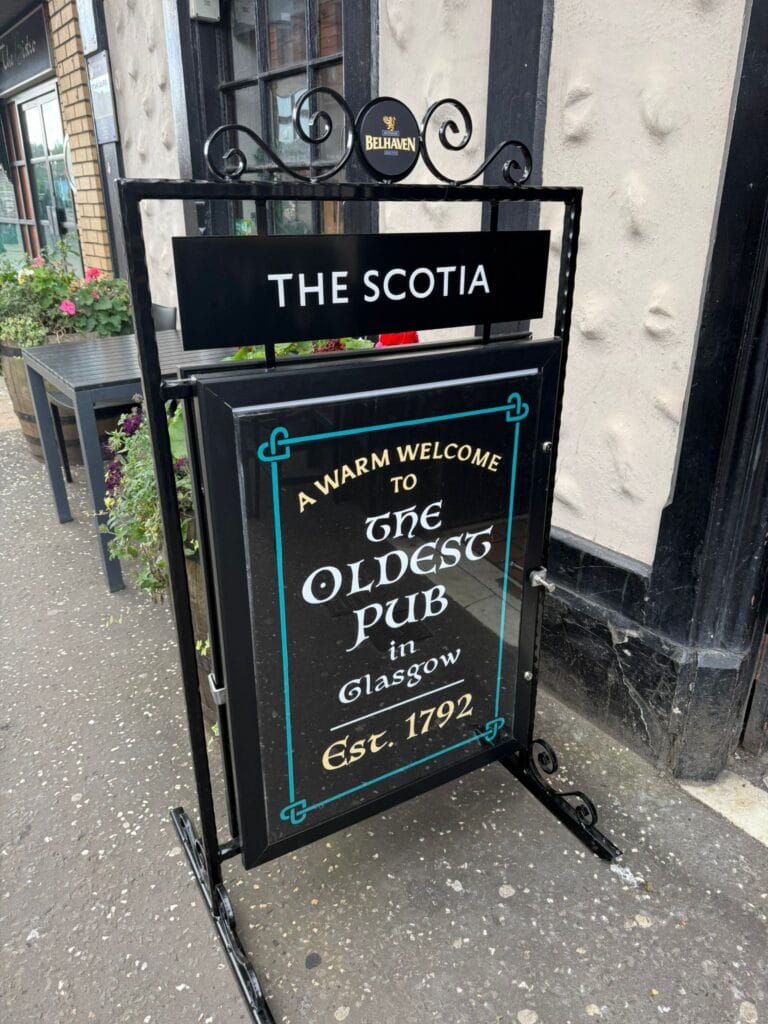 BELHAVEN
THE SCOTIA
A WARM WELCOME
TO
THE
OLDEST
PUB
in
Glasgow
Est. 1792